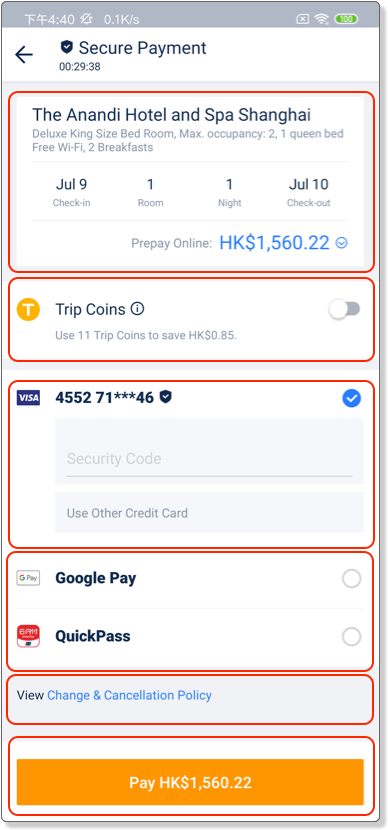 下午4:40 0.1K/s 100
Secure Payment
00:29:38
The Anandi Hotel and Spa Shanghai
Deluxe King Size Bed Room, Max. occupancy: 2, 1 queen bed
Free Wi-Fi, 2 Breakfasts
Jul 9 1 1 Jul 10
Check-in Room Night Check-out
Prepay Online: HK$1,560.22
T Trip Coins
Use 11 Trip Coins to save HK$0.85.
VISA 4552 71***46
Security Code
Use Other Credit Card
G Pay Google Pay
QuickPass
View Change & Cancellation Policy
Pay HK$1,560.22